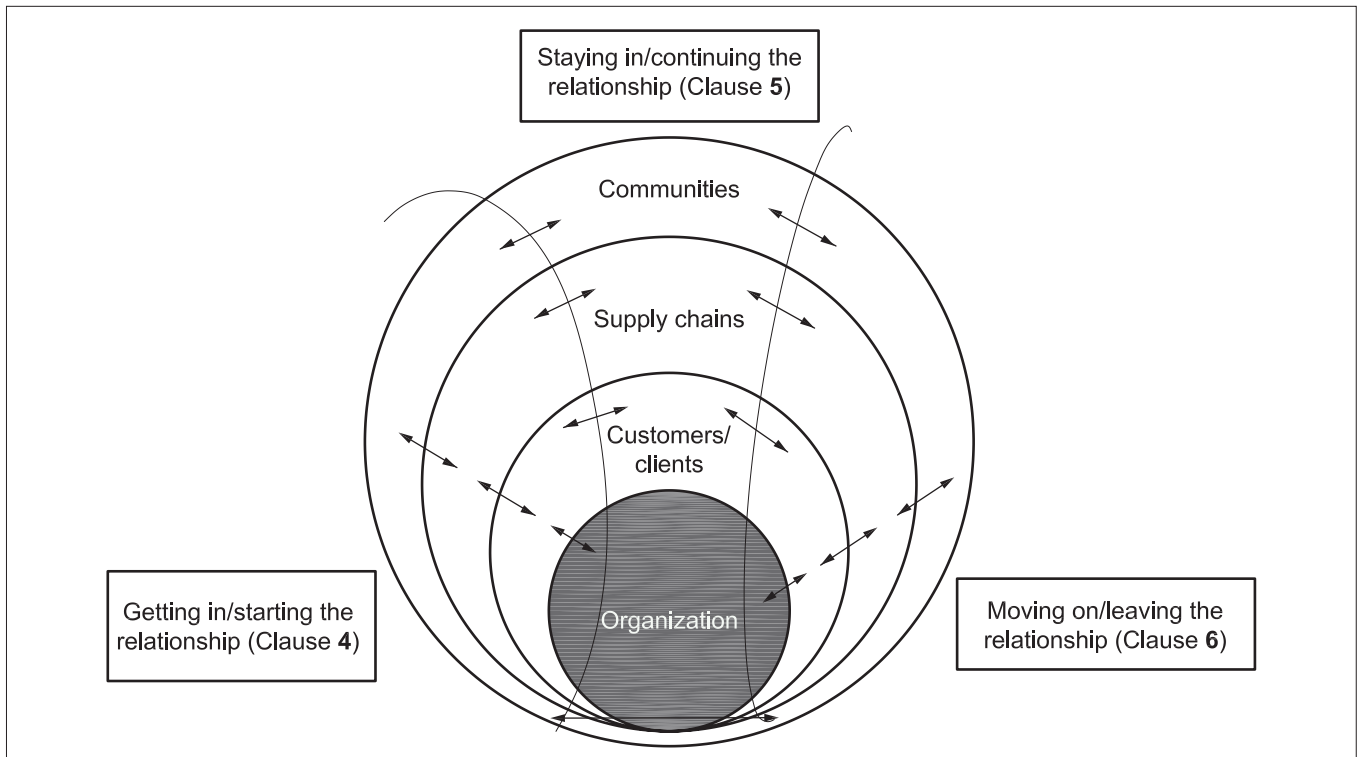 Staying in/continuing the
relationship (Clause 5)
Communities
Supply chains
Customers/
clients
Getting in/starting the
relationship (Clause 4)
Organization
Moving on/leaving the
relationship (Clause 6)